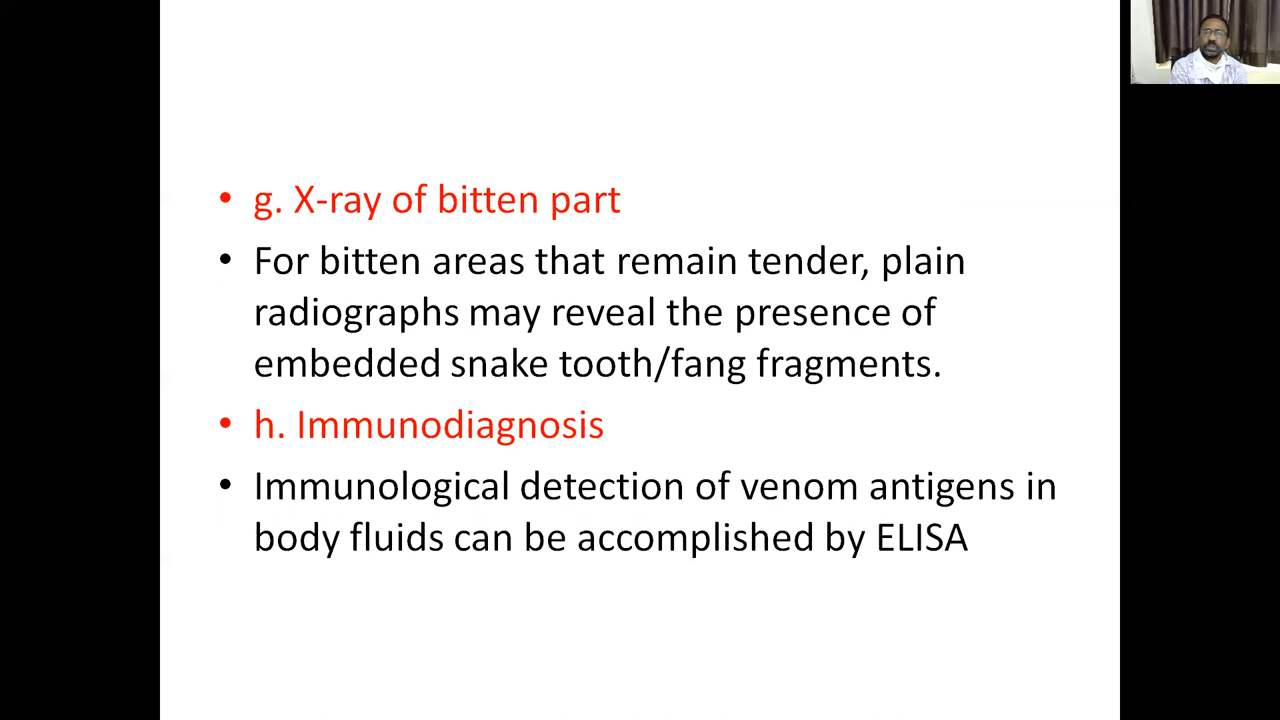 • g. X-ray of bitten part
• For bitten areas that remain tender, plain
radiographs may reveal the presence of
embedded snake tooth/fang fragments.
• h. Immunodiagnosis
• Immunological detection of venom antigens in
body fluids can be accomplished by ELISA